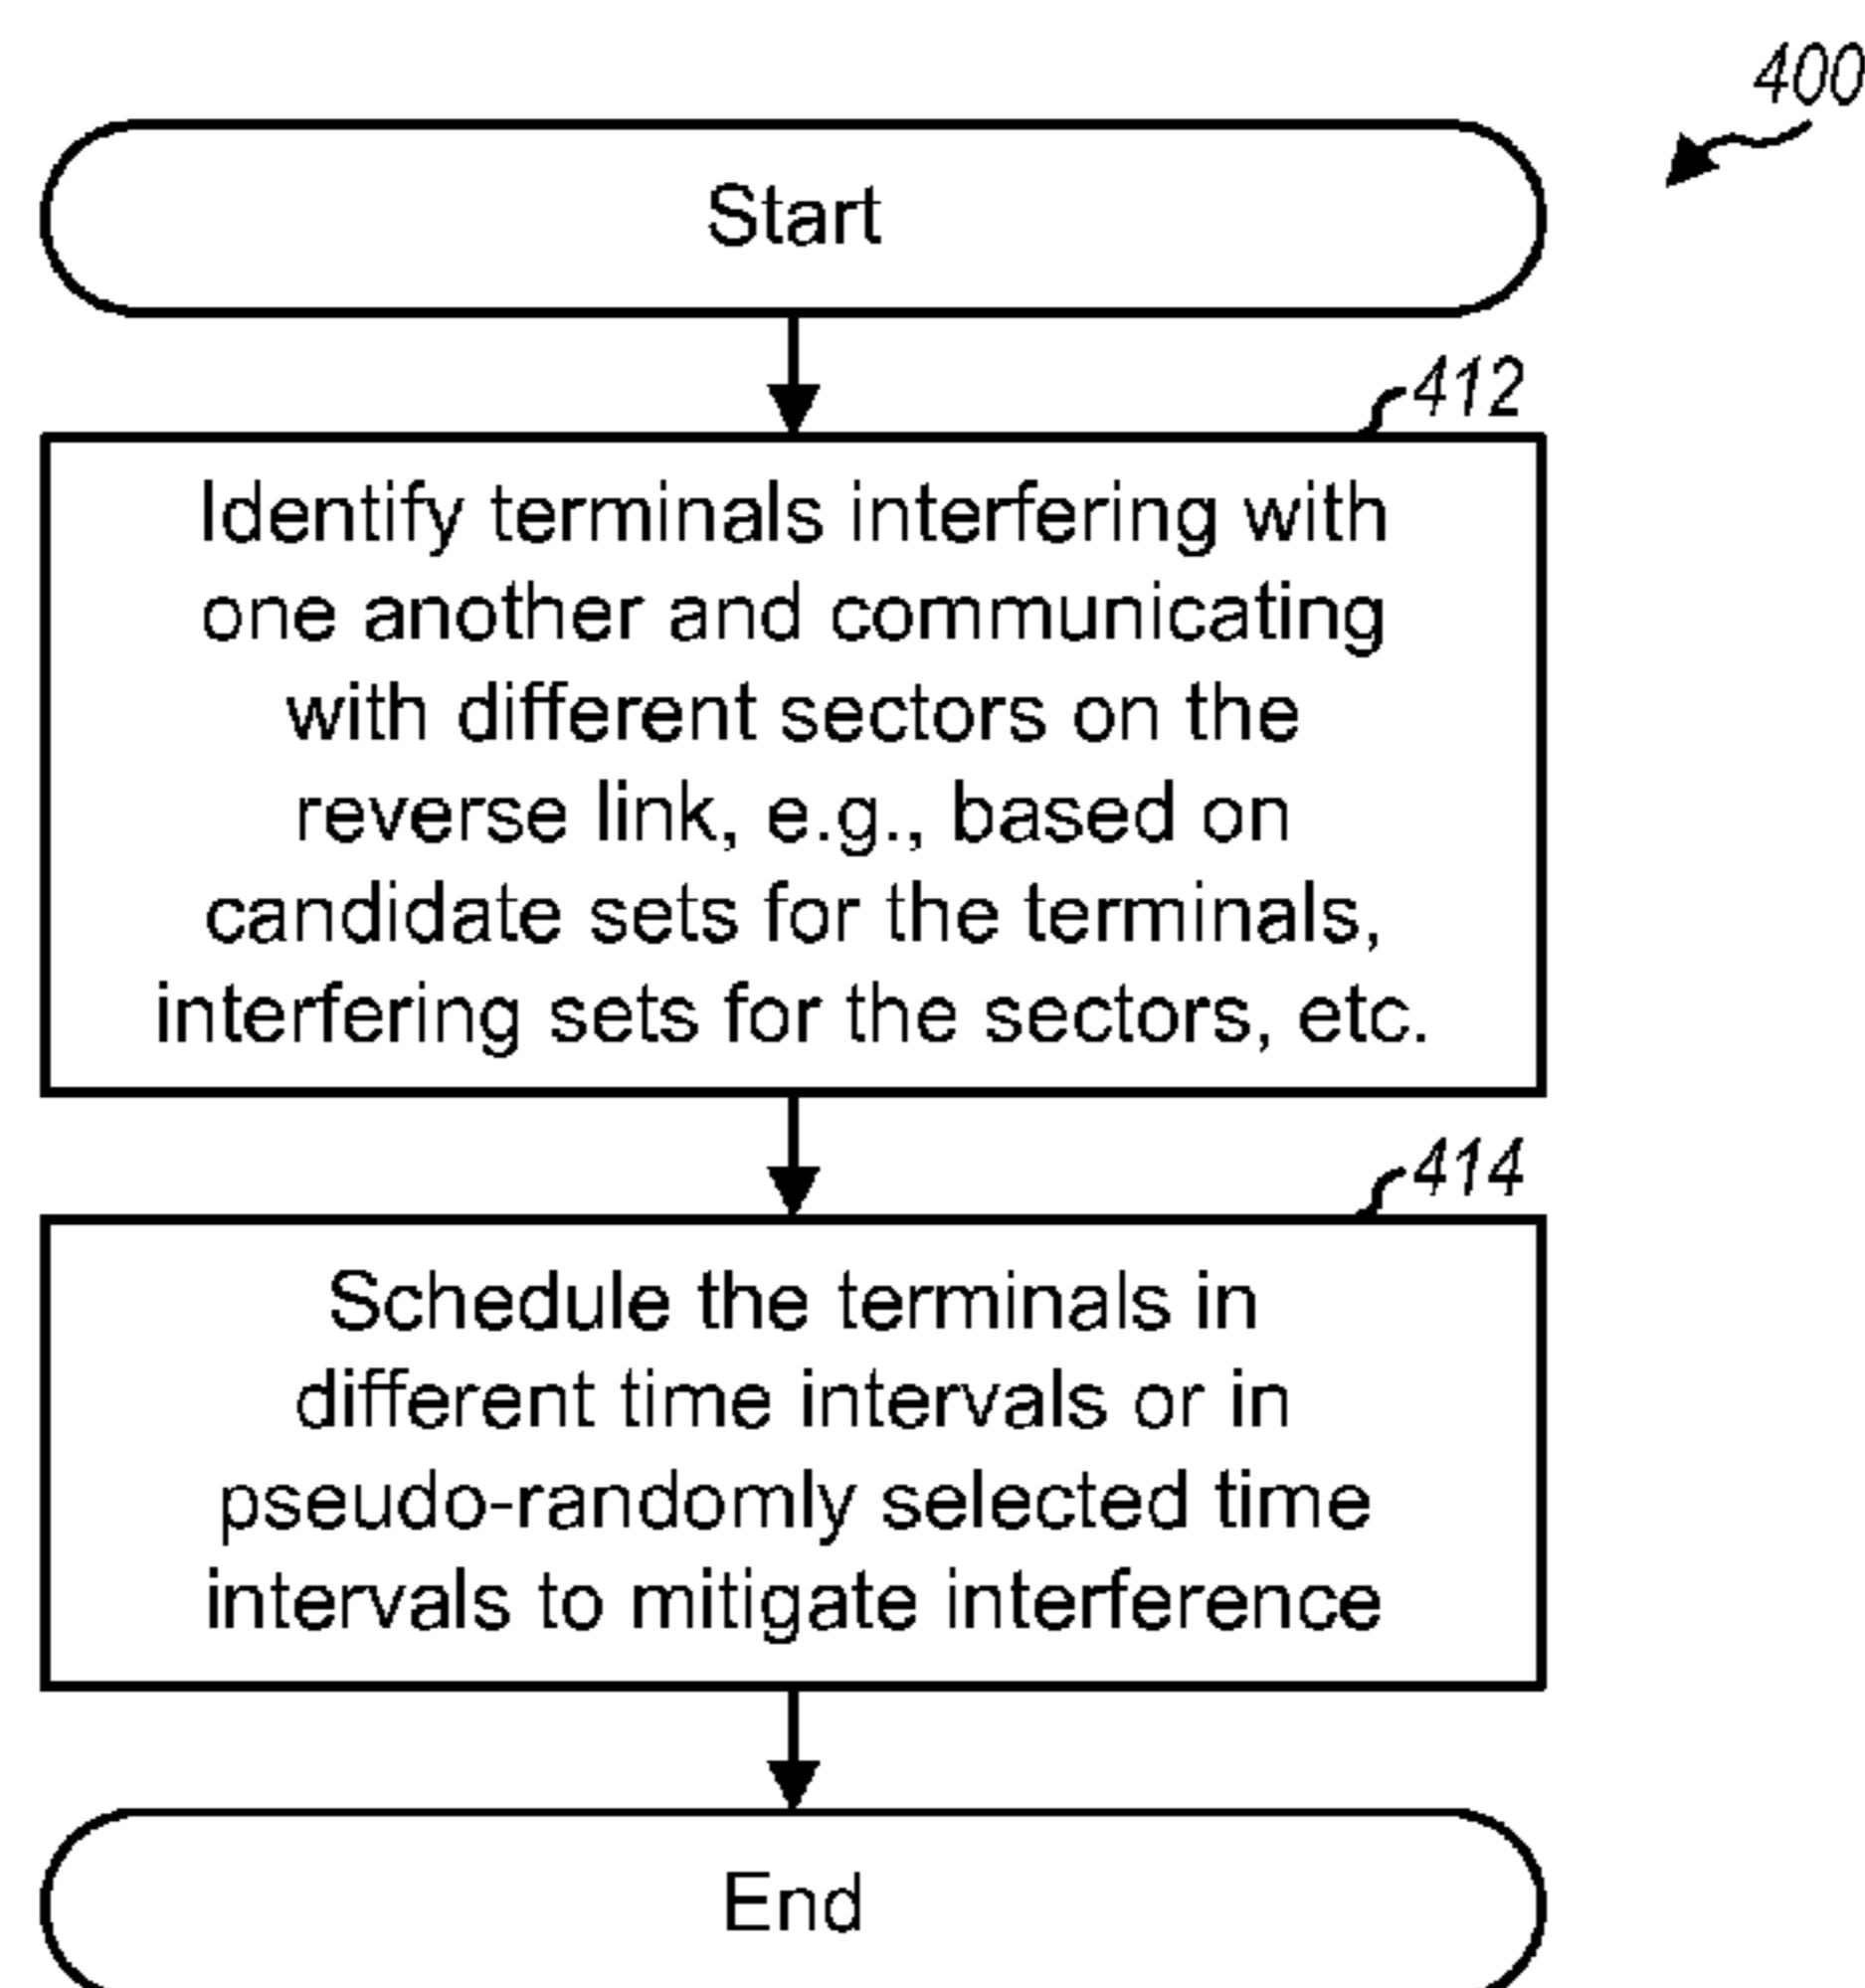 400
Start
412
Identify terminals interfering with
one another and communicating
with different sectors on the
reverse link, e.g., based on
candidate sets for the terminals,
interfering sets for the sectors, etc.
414
Schedule the terminals in
different time intervals or in
pseudo-randomly selected time
intervals to mitigate interference
End